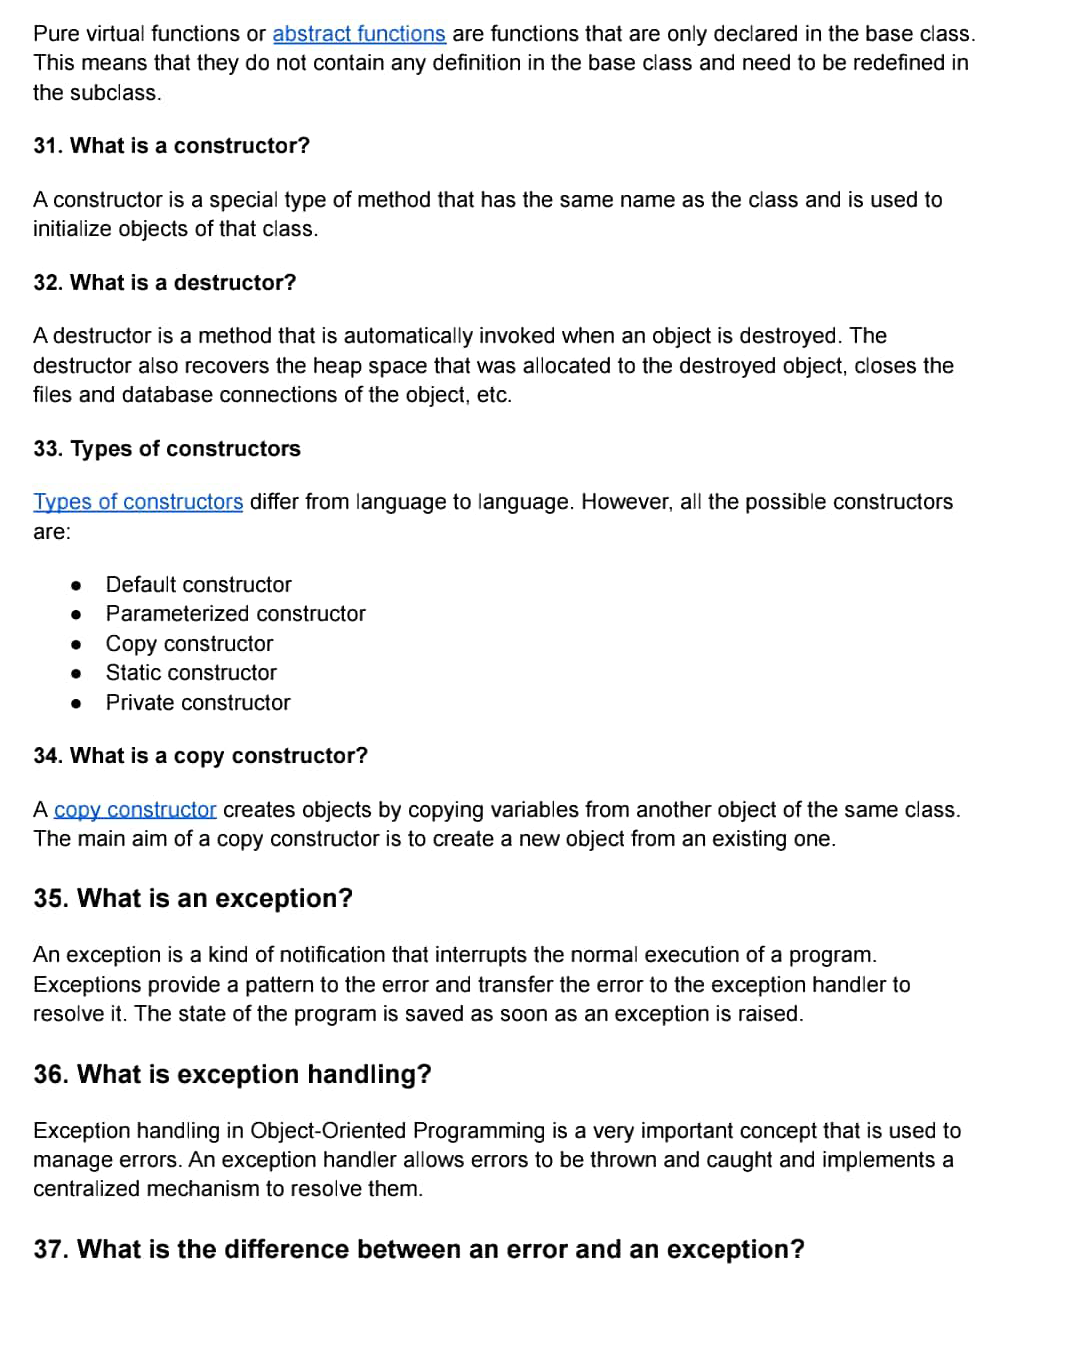 Pure virtual functions or abstract functions are functions that are only declared in the base class.
This means that they do not contain any definition in the base class and need to be redefined in
the subclass.
31. What is a constructor?
A constructor is a special type of method that has the same name as the class and is used to
initialize objects of that class.
32. What is a destructor?
A destructor is a method that is automatically invoked when an object is destroyed. The
destructor also recovers the heap space that was allocated to the destroyed object, closes the
files and database connections of the object, etc.
33. Types of constructors
Types of constructors differ from language to language. However, all the possible constructors
are:
● Default constructor
● Parameterized constructor
● Copy constructor
● Static constructor
● Private constructor
34. What is a copy constructor?
A copy constructor creates objects by copying variables from another object of the same class.
The main aim of a copy constructor is to create a new object from an existing one.
35. What is an exception?
An exception is a kind of notification that interrupts the normal execution of a program.
Exceptions provide a pattern to the error and transfer the error to the exception handler to
resolve it. The state of the program is saved as soon as an exception is raised.
36. What is exception handling?
Exception handling in Object-Oriented Programming is a very important concept that is used to
manage errors. An exception handler allows errors to be thrown and caught and implements a
centralized mechanism to resolve them.
37. What is the difference between an error and an exception?